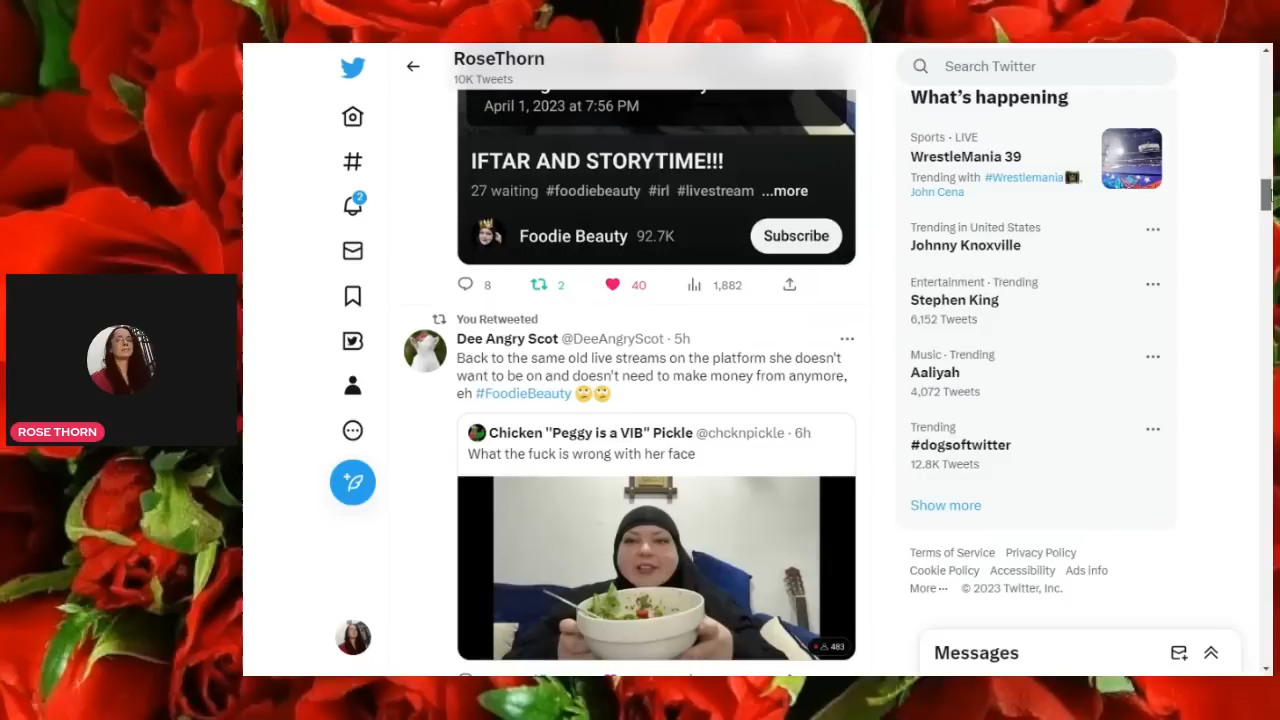 RoseThorn
10K Tweets
April 1, 2023 at 7:56 PM
IFTAR AND STORYTIME!!!
27 waiting #foodiebeauty #irl #livestream ...more
Foodie Beauty 92.7K
Subscribe
8 2 40 1,882
You Retweeted
Dee Angry Scot @DeeAngryScot · 5h
Back to the same old live streams on the platform she doesn't
want to be on and doesn't need to make money from anymore,
eh #FoodieBeauty 🙄🙄
Chicken "Peggy is a VIB" Pickle @chcknpickle · 6h
What the fuck is wrong with her face
483
2
ROSE THORN
Search Twitter
What's happening
Sports · LIVE
WrestleMania 39
Trending with #Wrestlemania,
John Cena
Trending in United States
Johnny Knoxville
Entertainment · Trending
Stephen King
6,152 Tweets
Music · Trending
Aaliyah
4,072 Tweets
Trending
#dogsoftwitter
12.8K Tweets
Show more
Terms of Service Privacy Policy
Cookie Policy Accessibility Ads info
More ··· © 2023 Twitter, Inc.
Messages